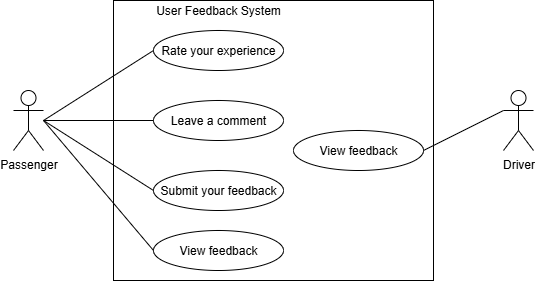 User Feedback System
Rate your experience
Leave a comment
View feedback
Passenger
Driver
Submit your feedback
View feedback